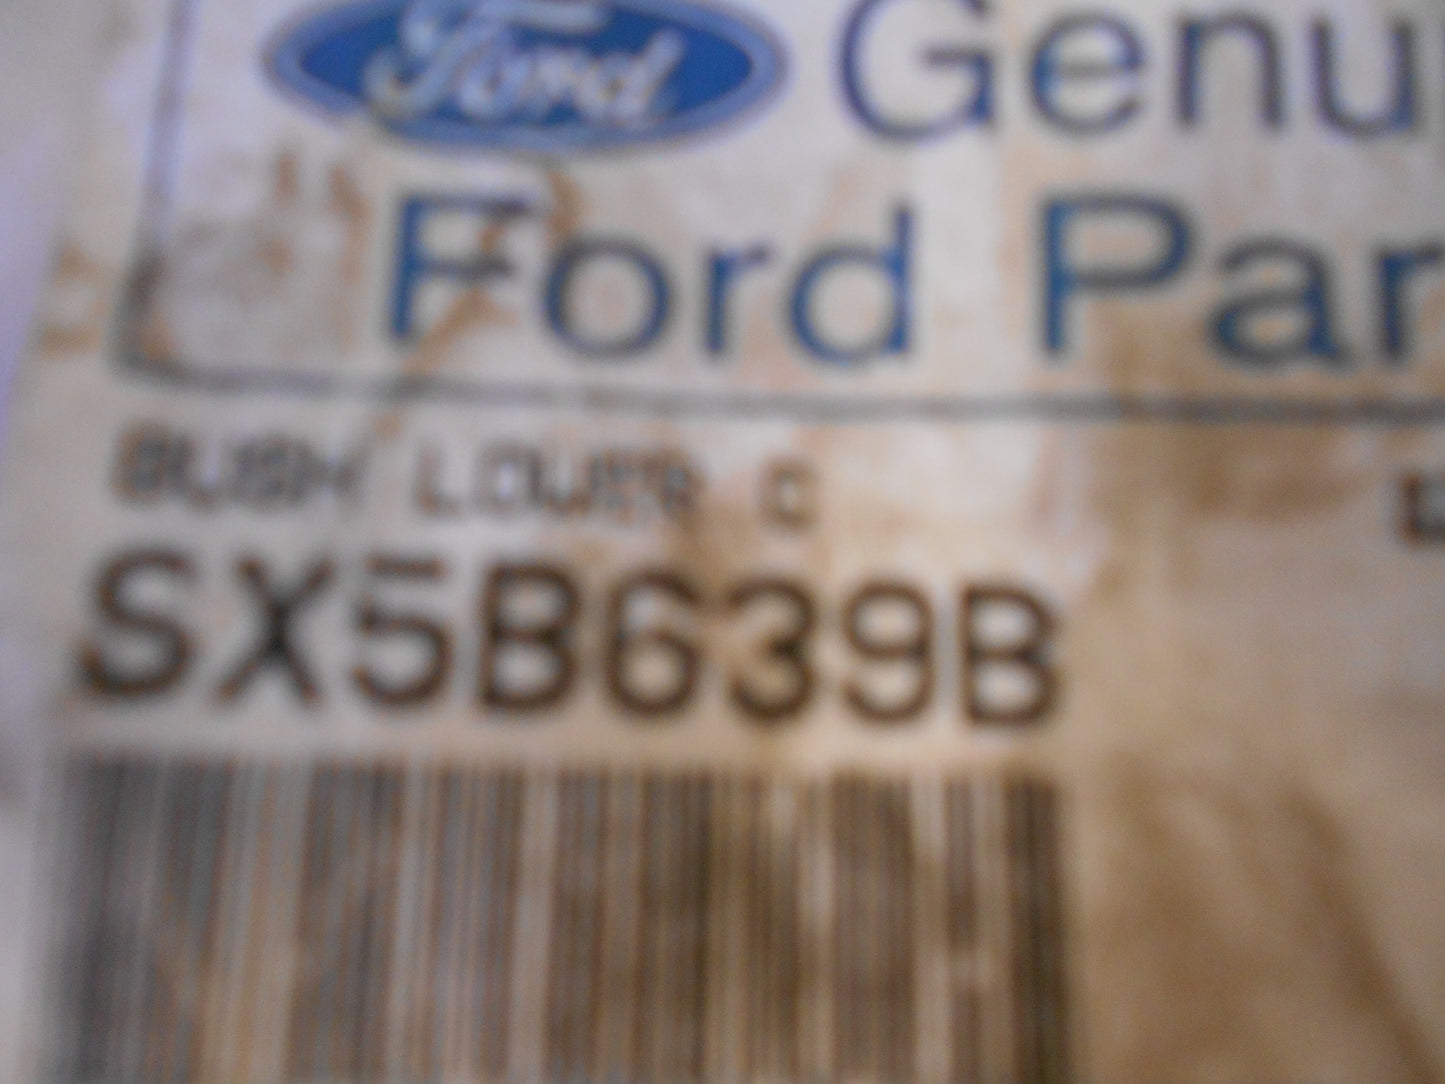 Ford Genu
Ford Par
BUSH LOWER C
SX5B639B